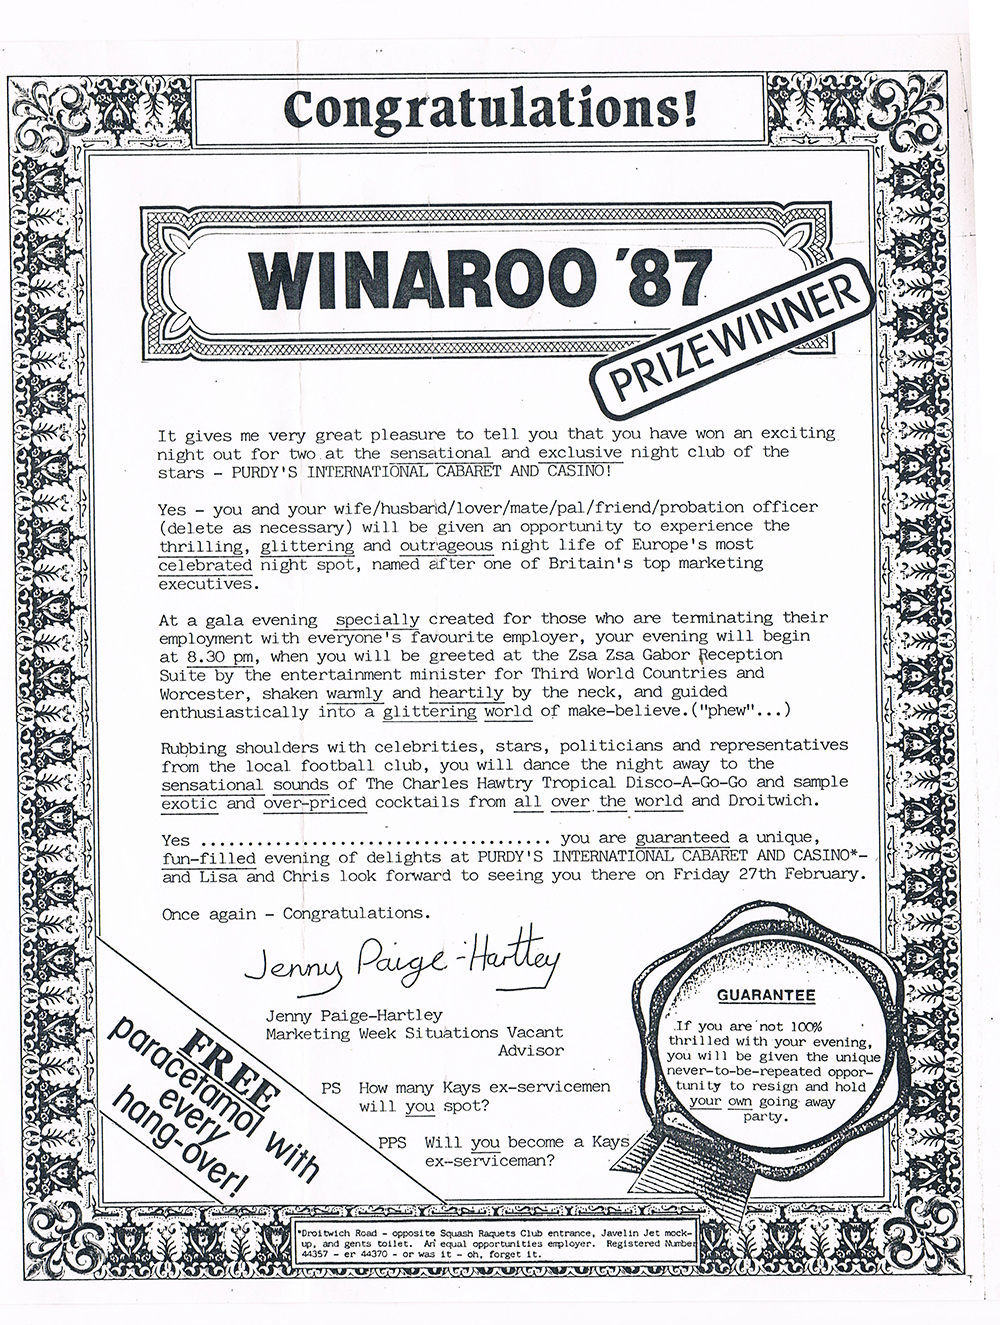 Congratulations!
WINAROO '87
PRIZEWINNER
It gives me very great pleasure to tell you that you have won an exciting
night out for two at the sensational and exclusive night club of the
stars - PURDY'S INTERNATIONAL CABARET AND CASINO!
Yes - you and your wife/husband/lover/mate/pal/friend/probation officer
(delete as necessary) will be given an opportunity to experience the
thrilling, glittering and outrageous night life of Europe's most
celebrated night spot, named after one of Britain's top marketing
executives.
At a gala evening specially created for those who are terminating their
employment with everyone's favourite employer, your evening will begin
at 8.30 pm, when you will be greeted at the Zsa Zsa Gabor Reception
Suite by the entertainment minister for Third World Countries and
Worcester, shaken warmly and heartily by the neck, and guided
enthusiastically into a glittering world of make-believe.("phew"...)
Rubbing shoulders with celebrities, stars, politicians and representatives
from the local football club, you will dance the night away to the
sensational sounds of The Charles Hawtry Tropical Disco-A-Go-Go and sample
exotic and over-priced cocktails from all over the world and Droitwich.
Yes ...................................... you are guaranteed a unique,
fun-filled evening of delights at PURDY'S INTERNATIONAL CABARET AND CASINO*-
and Lisa and Chris look forward to seeing you there on Friday 27th February.
Once again - Congratulations.
Jenny Paige-Hartley
Jenny Paige-Hartley
Marketing Week Situations Vacant
Advisor
PS How many Kays ex-servicemen
will you spot?
PPS Will you become a Kays
ex-serviceman?
FREE
paracetamol with
every
hang-over!
GUARANTEE
If you are not 100%
thrilled with your evening,
you will be given the unique
never-to-be-repeated oppor-
tunity to resign and hold
your own going away
party.
*Droitwich Road - opposite Squash Raquets Club entrance, Javelin Jet mock-
up, and gents toilet. An equal opportunities employer. Registered Number
44357 - er 44370 - or was it - oh, forget it.